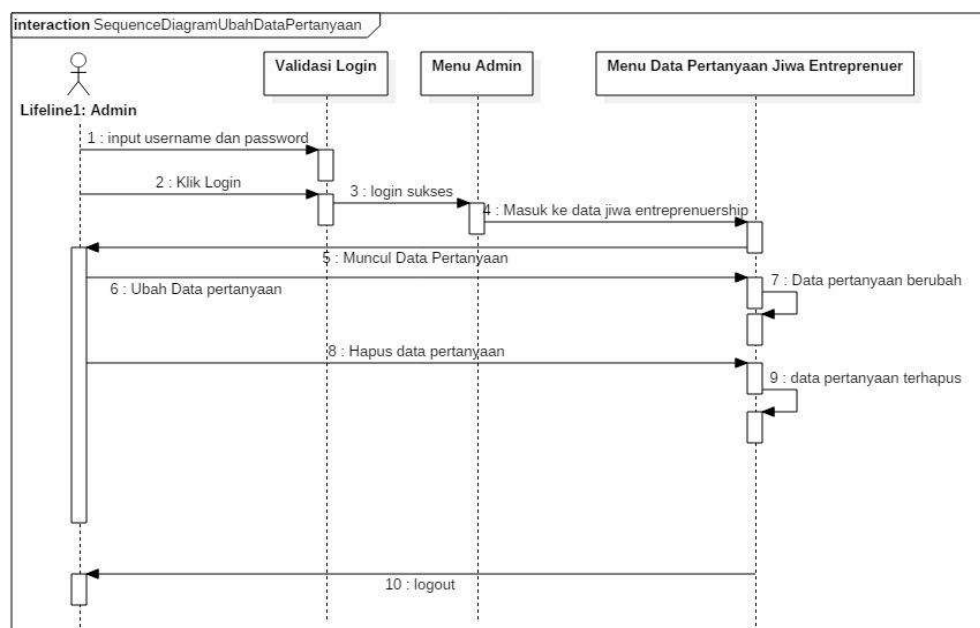 interaction SequenceDiagramUbahDataPertanyaan
Validasi Login
Menu Admin
Menu Data Pertanyaan Jiwa Entreprenuer
Lifeline1: Admin
1 : input username dan password
2 : Klik Login
3 : login sukses
4 : Masuk ke data jiwa entreprenuership
5 : Muncul Data Pertanyaan
6 : Ubah Data pertanyaan
7 : Data pertanyaan berubah
8 : Hapus data pertanyaan
9 : data pertanyaan terhapus
10 : logout